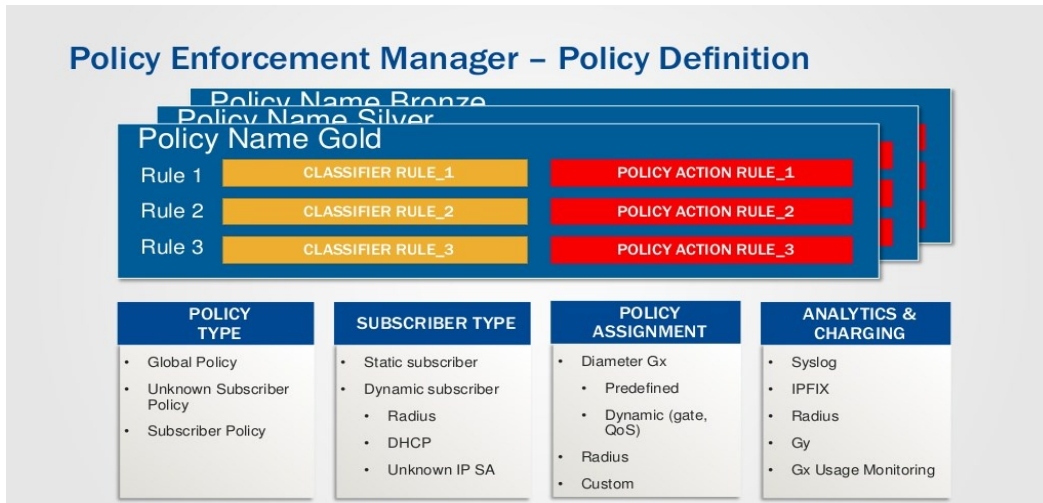 Policy Enforcement Manager – Policy Definition
Policy Name Bronze
Policy Name Silver
Policy Name Gold
Rule 1 CLASSIFIER RULE_1 POLICY ACTION RULE_1
Rule 2 CLASSIFIER RULE_2 POLICY ACTION RULE_2
Rule 3 CLASSIFIER RULE_3 POLICY ACTION RULE_3
POLICY
TYPE
• Global Policy
• Unknown Subscriber
Policy
• Subscriber Policy
SUBSCRIBER TYPE
• Static subscriber
• Dynamic subscriber
• Radius
• DHCP
• Unknown IP SA
POLICY
ASSIGNMENT
• Diameter Gx
• Predefined
• Dynamic (gate,
QoS)
• Radius
• Custom
ANALYTICS &
CHARGING
• Syslog
• IPFIX
• Radius
• Gy
• Gx Usage Monitoring